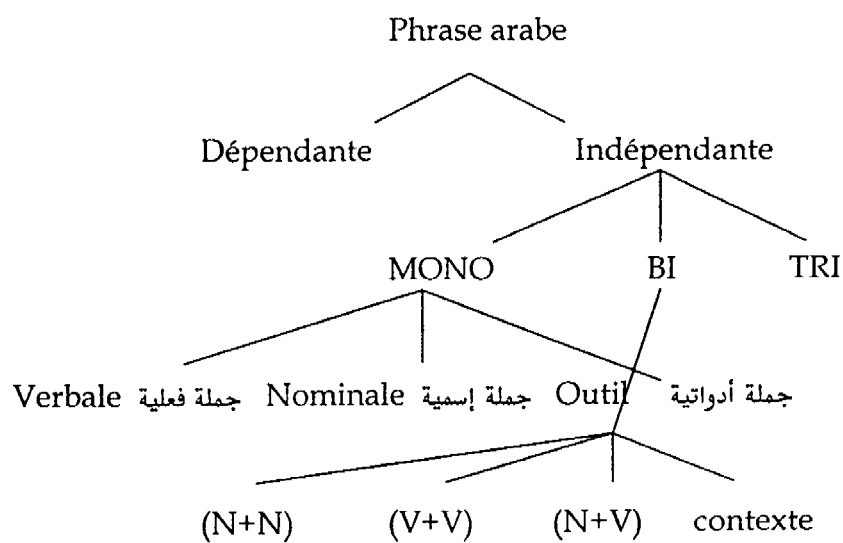 Phrase arabe
Dépendante Indépendante
MONO BI TRI
Verbale جملة فعلية Nominale جملة إسمية Outil جملة أدواتية
(N+N) (V+V) (N+V) contexte